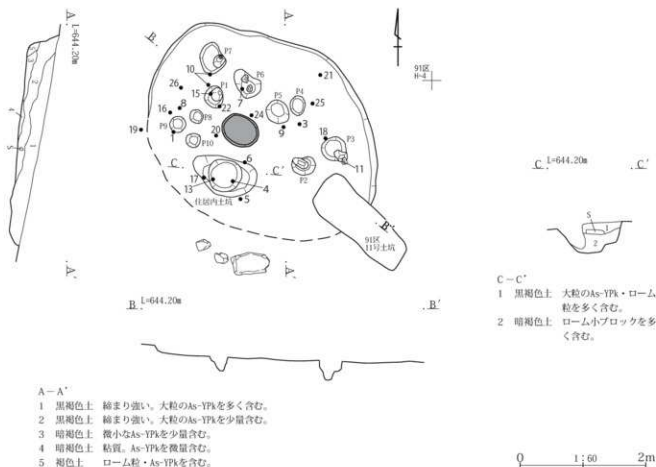 A
L=644.20m
5
3
2
4
1
S
A'
A
B
P7
10
26
15
P1
P6
7
22
21
91区
H-4
P5
P4
25
8
16
P8
24
19
P9
1
20
9
3
18
P3
P10
C
6
C'
P2
11
17
13
4
住居内土坑
5
B'
91区
11号土坑
A'
C
L=644.20m
C'
S
1
2
C-C'
1 黒褐色土 大粒のAs-YPk・ローム
粒を多く含む。
2 暗褐色土 ローム小ブロックを多
く含む。
B
L=644.20m
B'
A-A'
1 黒褐色土 締まり強い。大粒のAs-YPkを多く含む。
2 黒褐色土 締まり強い。大粒のAs-YPkを少量含む。
3 暗褐色土 微小なAs-YPkを少量含む。
4 暗褐色土 粘質。As-YPkを微量含む。
5 褐色土 ローム粒・As-YPkを含む。
0 1:60 2m